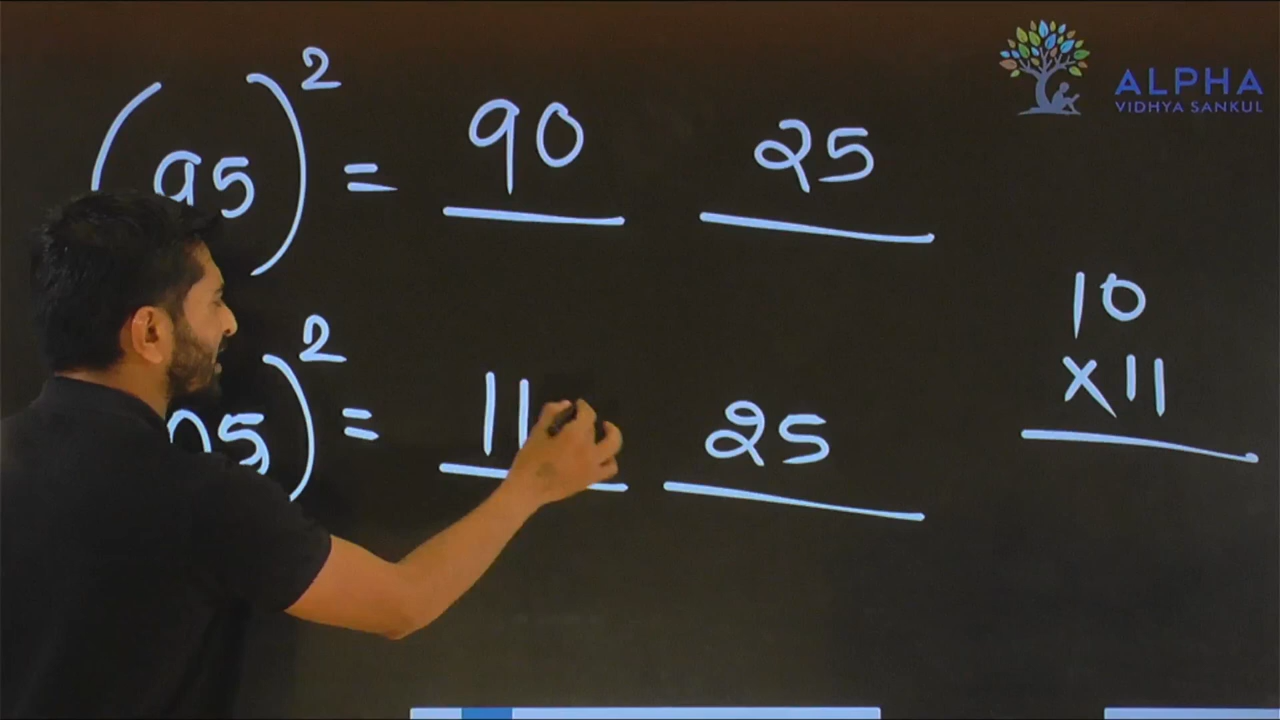 ALPHA
VIDHYA SANKUL
(95)² = 90 25
05)² = 11 25
10
x11